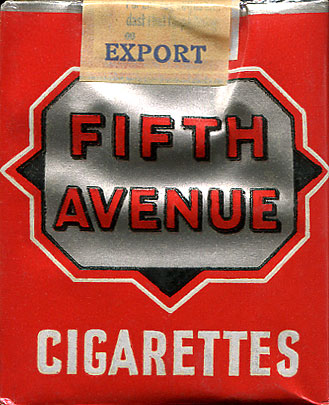 EXPORT
FIFTH
AVENUE
CIGARETTES